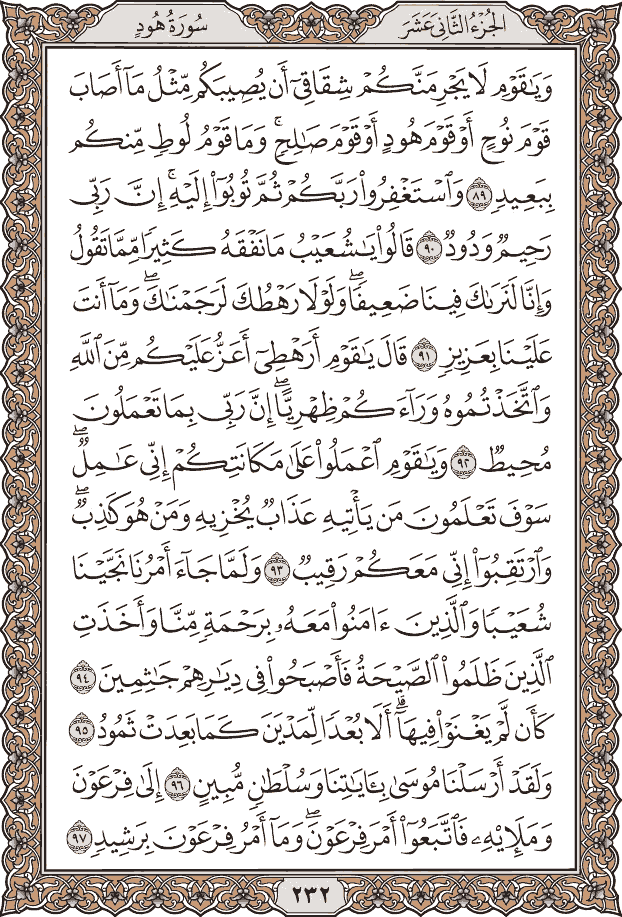 الجُزْءُ الثَّانِي عَشَرَ
سُورَةُ هُودٍ
وَيَٰقَوْمِ لَا يَجْرِمَنَّكُمْ شِقَاقِىٓ أَن يُصِيبَكُم مِّثْلُ مَآ أَصَابَ
قَوْمَ نُوحٍ أَوْ قَوْمَ هُودٍ أَوْ قَوْمَ صَٰلِحٍ ۚ وَمَا قَوْمُ لُوطٍ مِّنكُم
بِبَعِيدٍ ٨٩ وَٱسْتَغْفِرُوا۟ رَبَّكُمْ ثُمَّ تُوبُوٓا۟ إِلَيْهِ ۚ إِنَّ رَبِّى
رَحِيمٌ وَدُودٌ ٩٠ قَالُوا۟ يَٰشُعَيْبُ مَا نَفْقَهُ كَثِيرًا مِّمَّا تَقُولُ
وَإِنَّا لَنَرَىٰكَ فِينَا ضَعِيفًا ۖ وَلَوْلَا رَهْطُكَ لَرَجَمْنَٰكَ ۖ وَمَآ أَنتَ
عَلَيْنَا بِعَزِيزٍ ٩١ قَالَ يَٰقَوْمِ أَرَهْطِىٓ أَعَزُّ عَلَيْكُم مِّنَ ٱللَّهِ
وَٱتَّخَذْتُمُوهُ وَرَآءَكُمْ ظِهْرِيًّا ۖ إِنَّ رَبِّى بِمَا تَعْمَلُونَ
مُحِيطٌ ٩٢ وَيَٰقَوْمِ ٱعْمَلُوا۟ عَلَىٰ مَكَانَتِكُمْ إِنِّى عَٰمِلٌ ۖ
سَوْفَ تَعْلَمُونَ مَن يَأْتِيهِ عَذَابٌ يُخْزِيهِ وَمَنْ هُوَ كَٰذِبٌ ۖ
وَٱرْتَقِبُوٓا۟ إِنِّى مَعَكُمْ رَقِيبٌ ٩٣ وَلَمَّا جَآءَ أَمْرُنَا نَجَّيْنَا
شُعَيْبًا وَٱلَّذِينَ ءَامَنُوا۟ مَعَهُۥ بِرَحْمَةٍ مِّنَّا وَأَخَذَتِ
ٱلَّذِينَ ظَلَمُوا۟ ٱلصَّيْحَةُ فَأَصْبَحُوا۟ فِى دِيَٰرِهِمْ جَٰثِمِينَ ٩٤
كَأَن لَّمْ يَغْنَوْا۟ فِيهَآ ۗ أَلَا بُعْدًا لِّمَدْيَنَ كَمَا بَعِدَتْ ثَمُودُ ٩٥
وَلَقَدْ أَرْسَلْنَا مُوسَىٰ بِـَٔايَٰتِنَا وَسُلْطَٰنٍ مُّبِينٍ ٩٦ إِلَىٰ فِرْعَوْنَ
وَمَلَإِي۟هِۦ فَٱتَّبَعُوٓا۟ أَمْرَ فِرْعَوْنَ ۖ وَمَآ أَمْرُ فِرْعَوْنَ بِرَشِيدٍ ٩٧
٢٣٢